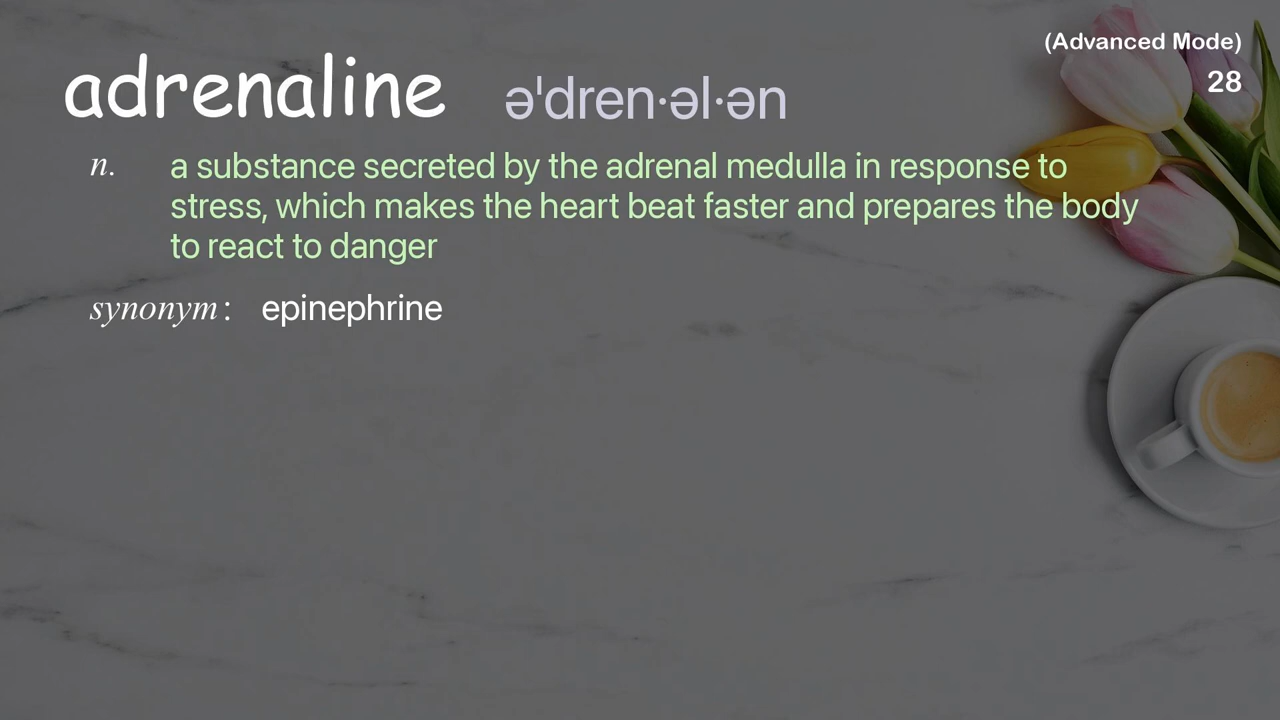 (Advanced Mode)
adrenaline əˈdren·əl·ən
28
n. a substance secreted by the adrenal medulla in response to
stress, which makes the heart beat faster and prepares the body
to react to danger
synonym: epinephrine